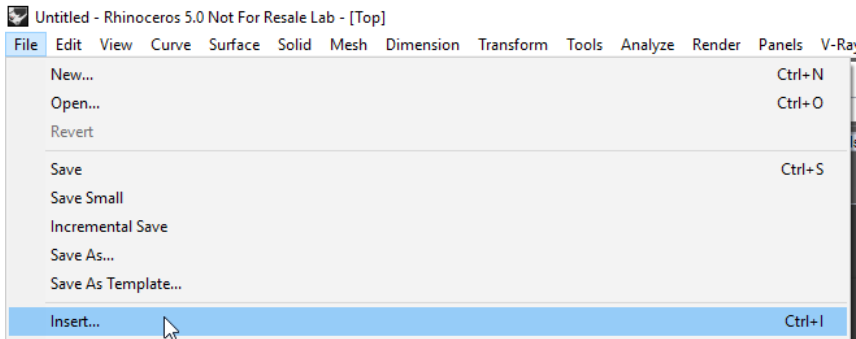 Untitled - Rhinoceros 5.0 Not For Resale Lab - [Top]
File Edit View Curve Surface Solid Mesh Dimension Transform Tools Analyze Render Panels
New... Ctrl+N
Open... Ctrl+O
Revert
Save Ctrl+S
Save Small
Incremental Save
Save As...
Save As Template...
Insert... Ctrl+I